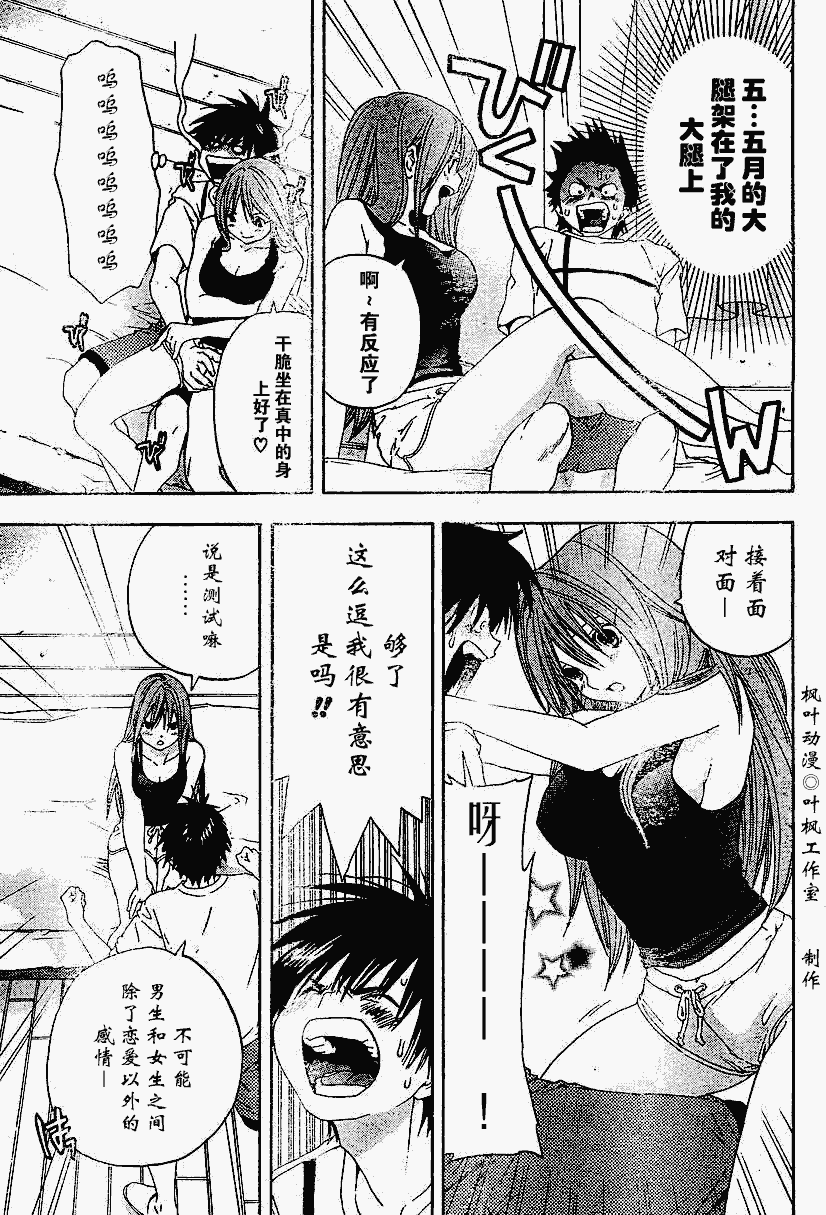 五…五月的大
腿架在了我的
大腿上
啊~有反应了
呜呜呜呜呜呜呜呜
干脆坐在真中的身
上好了♡
接着面
对面—
呀————！
够了
这么逗我很有意思
是吗!!
说是测试嘛
……
不可能
男生和女生之间
除了恋爱以外的
感情—
枫叶动漫◎叶枫工作室 制作